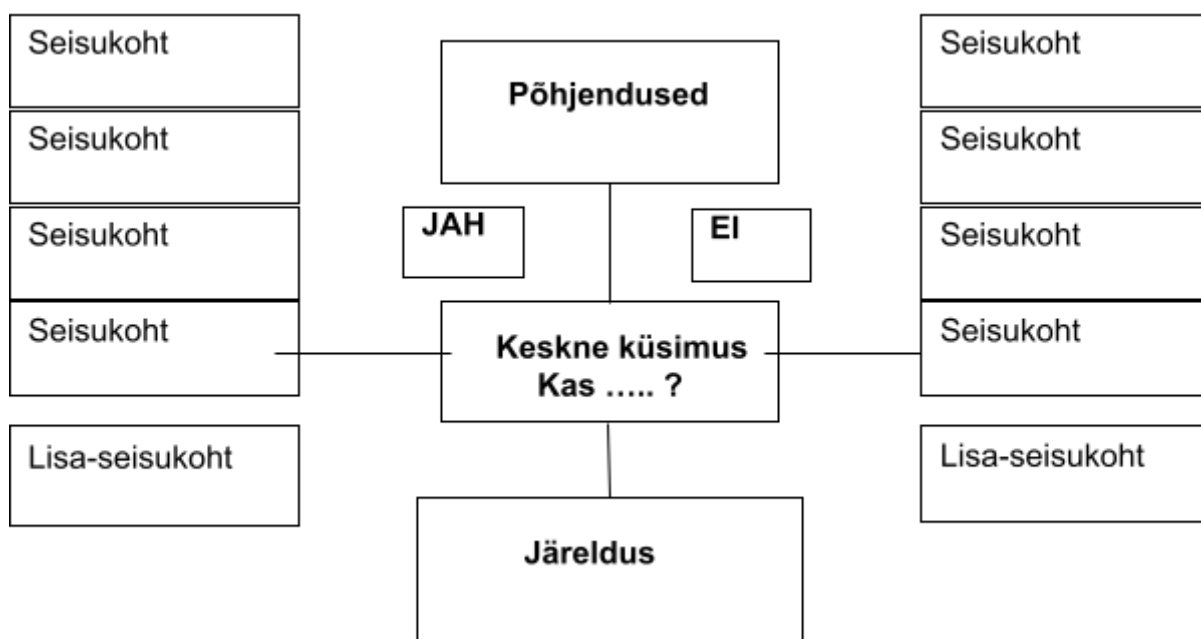 Seisukoht
Seisukoht
Seisukoht
Seisukoht
Lisa-seisukoht
Põhjendused
JAH
EI
Keskne küsimus
Kas ….. ?
Järeldus
Seisukoht
Seisukoht
Seisukoht
Seisukoht
Lisa-seisukoht